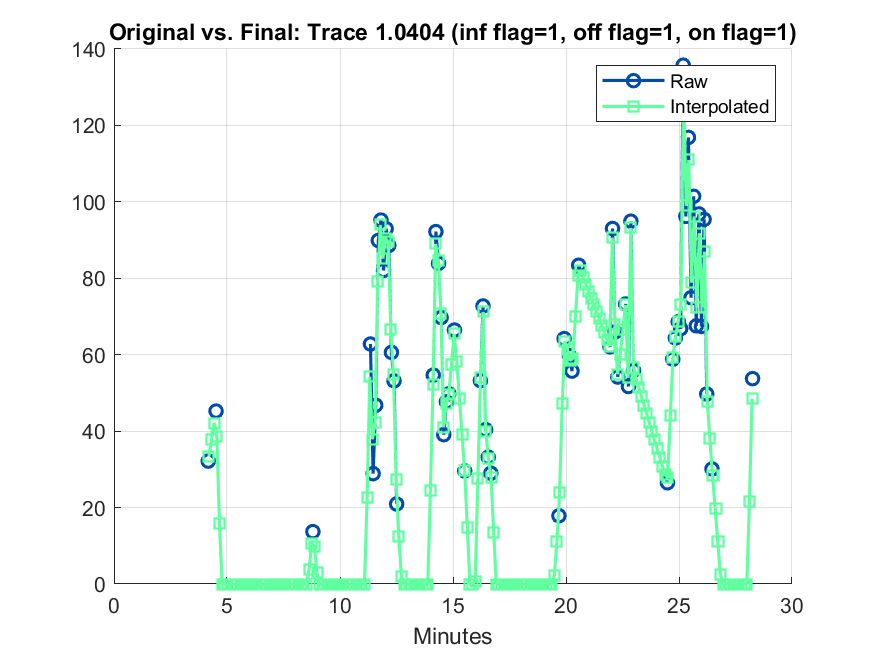 Original vs. Final: Trace 1.0404 (inf flag=1, off flag=1, on flag=1)
140
120
100
80
60
40
20
0
Raw
Interpolated
0 5 10 15 20 25 30
Minutes